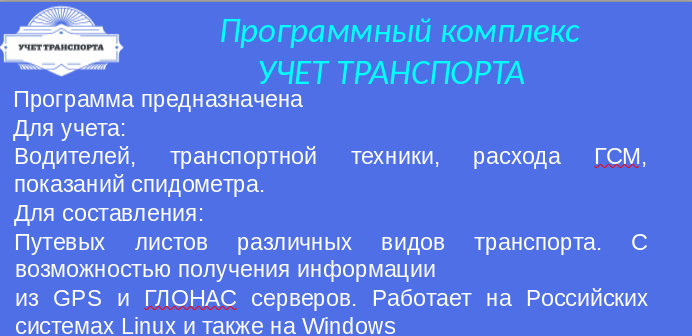 УЧЕТ ТРАНСПОРТА
Программный комплекс
УЧЕТ ТРАНСПОРТА
Программа предназначена
Для учета:
Водителей, транспортной техники, расхода ГСМ,
показаний спидометра.
Для составления:
Путевых листов различных видов транспорта. С
возможностью получения информации
из GPS и ГЛОНАС серверов. Работает на Российских
системах Linux и также на Windows